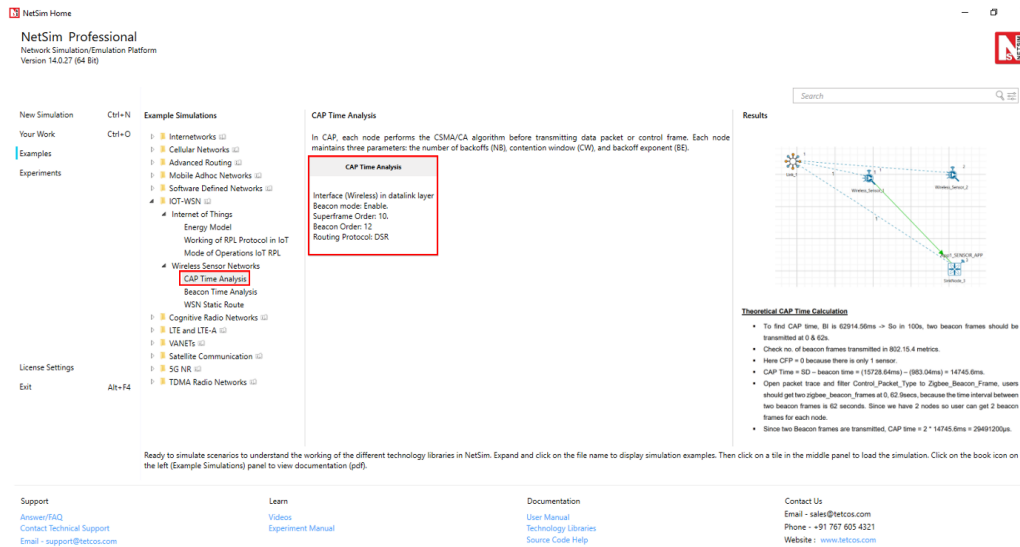 NetSim Home
NetSim Professional
Network Simulation/Emulation Platform
Version 14.0.27 (64 Bit)
Search
New Simulation Ctrl+N
Your Work Ctrl+O
Examples
Experiments
License Settings
Exit Alt+F4
Example Simulations
Internetworks
Cellular Networks
Advanced Routing
Mobile Adhoc Networks
Software Defined Networks
IOT-WSN
Internet of Things
Energy Model
Working of RPL Protocol in IoT
Mode of Operations IoT RPL
Wireless Sensor Networks
CAP Time Analysis
Beacon Time Analysis
WSN Static Route
Cognitive Radio Networks
LTE and LTE-A
VANETs
Satellite Communication
5G NR
TDMA Radio Networks
CAP Time Analysis
In CAP, each node performs the CSMA/CA algorithm before transmitting data packet or control frame. Each node
maintains three parameters: the number of backoffs (NB), contention window (CW), and backoff exponent (BE).
CAP Time Analysis
Interface (Wireless) in datalink layer
Beacon mode: Enable.
Superframe Order: 10.
Beacon Order: 12
Routing Protocol: DSR
Results
Wireless_Sensor_2
SinkNode_3
Theoretical CAP Time Calculation
• To find CAP time, BI is 62914.56ms -> So in 100s, two beacon frames should be
transmitted at 0 & 62s.
• Check no. of beacon frames transmitted in 802.15.4 metrics.
• Here CFP = 0 because there is only 1 sensor.
• CAP Time = SD – beacon time = (15728.64ms) – (983.04ms) = 14745.6ms.
• Open packet trace and filter Control_Packet_Type to Zigbee_Beacon_Frame, users
should get two zigbee_beacon_frames at 0, 62.9secs, because the time interval between
two beacon frames is 62 seconds. Since we have 2 nodes so user can get 2 beacon
frames for each node.
• Since two Beacon frames are transmitted, CAP time = 2 * 14745.6ms = 29491200µs.
Ready to simulate scenarios to understand the working of the different technology libraries in NetSim. Expand and click on the file name to display simulation examples. Then click on a tile in the middle panel to load the simulation. Click on the book icon on
the left (Example Simulations) panel to view documentation (pdf).
Support
Answer/FAQ
Contact Technical Support
Email - support@tetcos.com
Learn
Videos
Experiment Manual
Documentation
User Manual
Technology Libraries
Source Code Help
Contact Us
Email - sales@tetcos.com
Phone - +91 767 605 4321
Website : www.tetcos.com